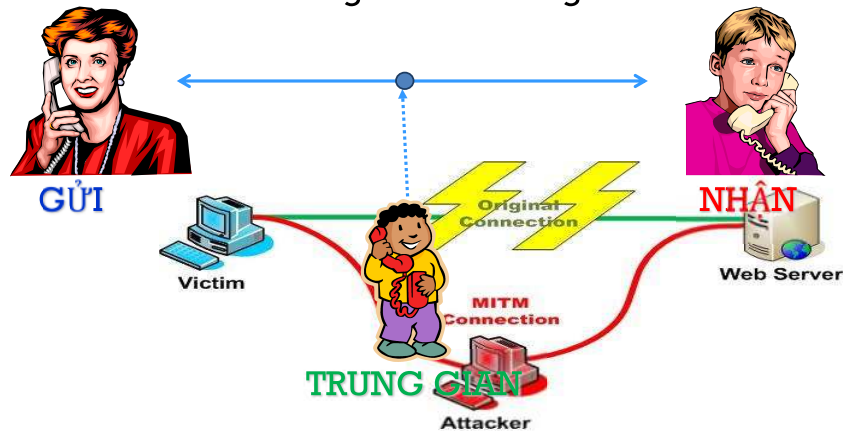 GỬI
NHẬN
Original
Connection
Victim
Web Server
MITM
Connection
TRUNG GIAN
Attacker